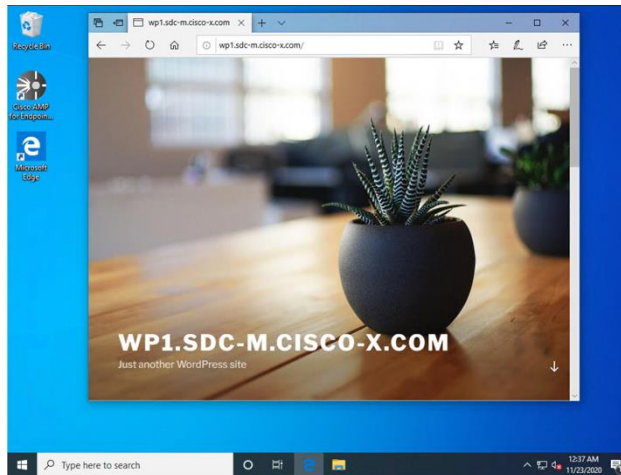 Recycle Bin
Cisco AMP
for Endpoin...
Microsoft
Edge
wp1.sdc-m.cisco-x.com
wp1.sdc-m.cisco-x.com/
WP1.SDC-M.CISCO-X.COM
Just another WordPress site
Type here to search
12:37 AM
11/23/2020